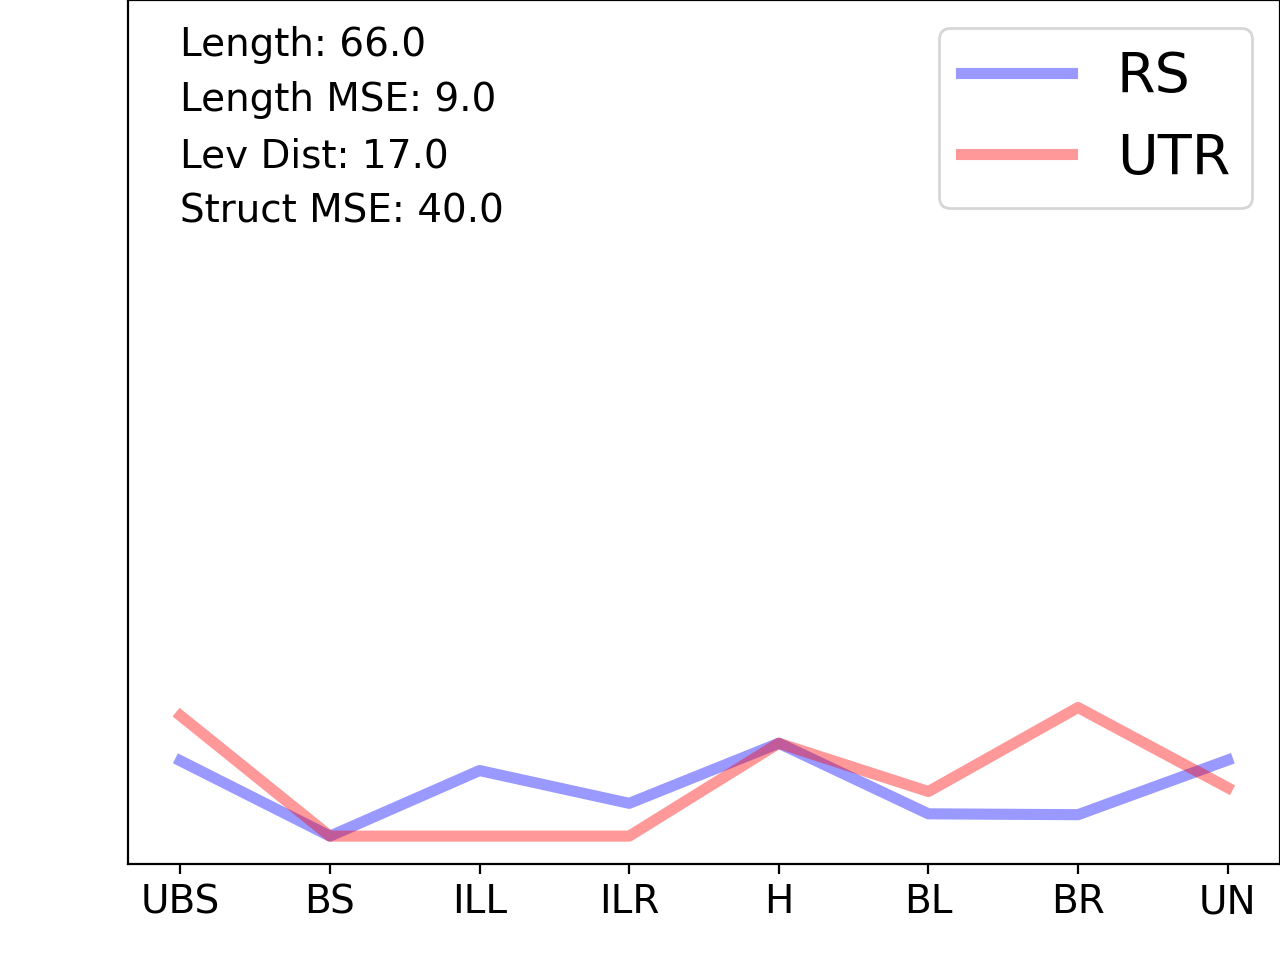 Length: 66.0
Length MSE: 9.0
Lev Dist: 17.0
Struct MSE: 40.0
RS
UTR
UBS BS ILL ILR H BL BR UN